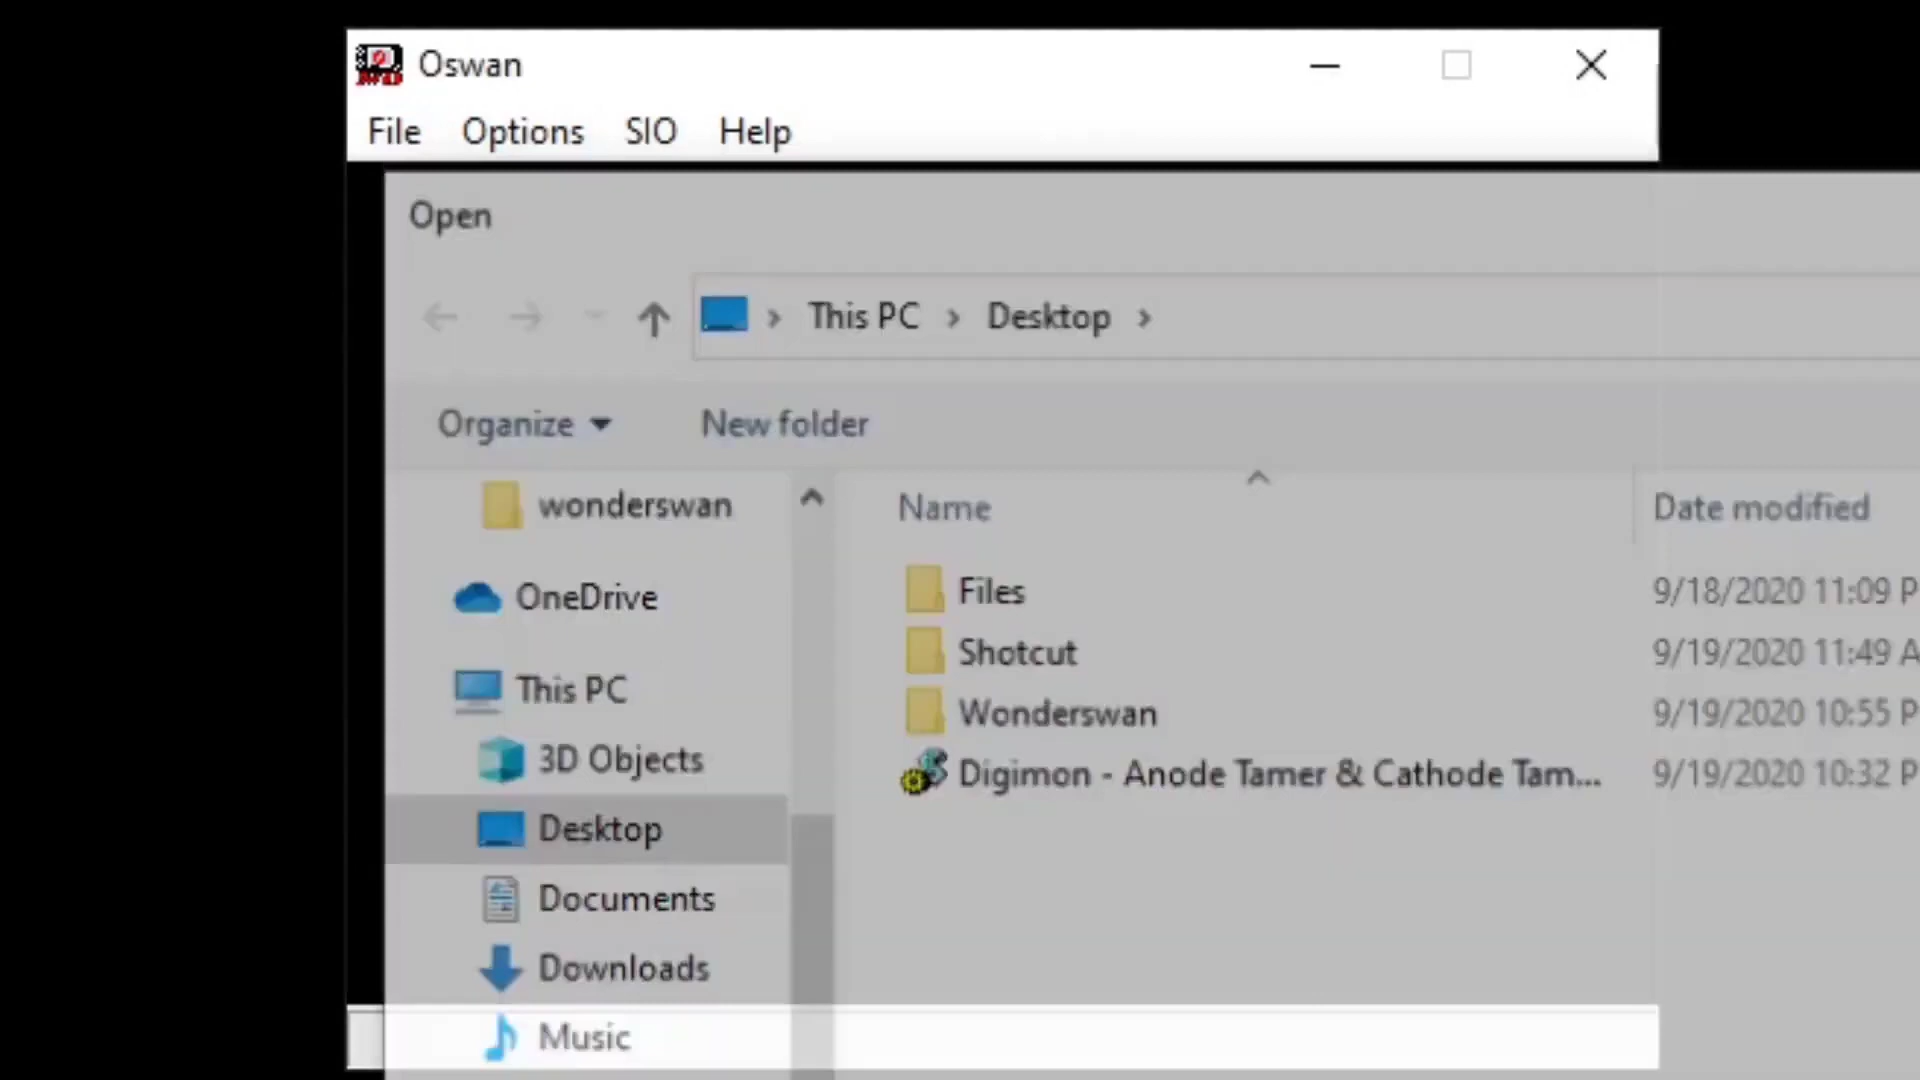 Oswan
File Options SIO Help
Open
This PC Desktop
Organize New folder
wonderswan
Name Date modified
OneDrive
Files 9/18/2020 11:09 P
Shotcut 9/19/2020 11:49 A
This PC
Wonderswan 9/19/2020 10:55 P
3D Objects
Digimon - Anode Tamer & Cathode Tam... 9/19/2020 10:32 P
Desktop
Documents
Downloads
Music